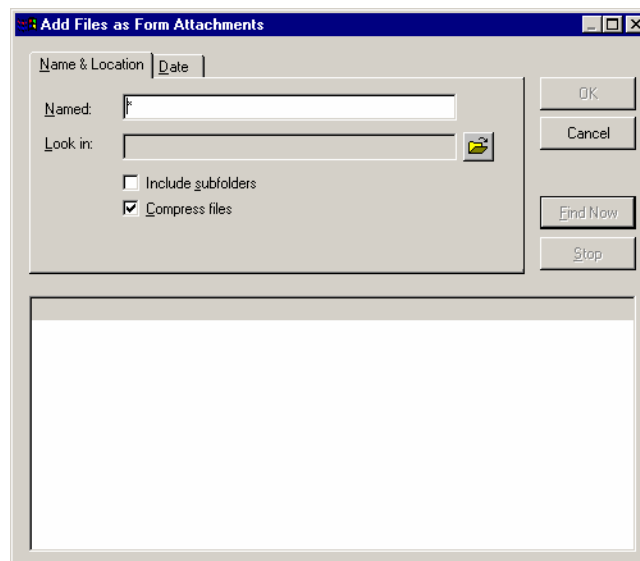 Add Files as Form Attachments
Name & Location
Date
Named:
*
OK
Look in:
Cancel
Include subfolders
Compress files
Find Now
Stop